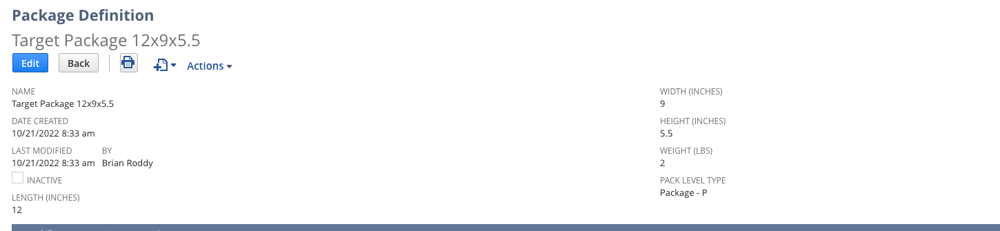 Package Definition
Target Package 12x9x5.5
Edit Back Actions
NAME
Target Package 12x9x5.5
DATE CREATED
10/21/2022 8:33 am
LAST MODIFIED BY
10/21/2022 8:33 am Brian Roddy
INACTIVE
LENGTH (INCHES)
12
WIDTH (INCHES)
9
HEIGHT (INCHES)
5.5
WEIGHT (LBS)
2
PACK LEVEL TYPE
Package - P